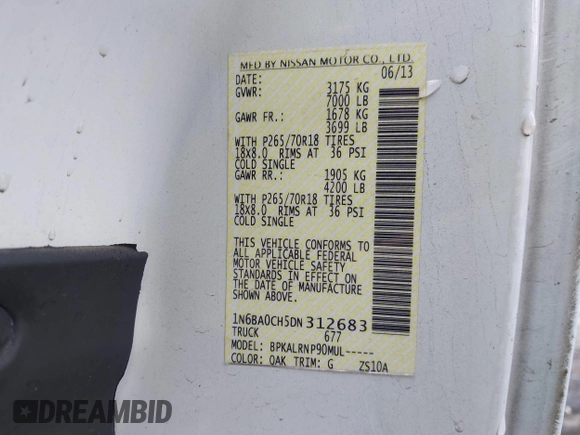 MFD BY NISSAN MOTOR CO., LTD.
DATE: 06/13
GVWR: 3175 KG
7000 LB
GAWR FR.: 1678 KG
3699 LB
WITH P265/70R18 TIRES
18X8.0 RIMS AT 36 PSI
COLD SINGLE
GAWR RR.: 1905 KG
4200 LB
WITH P265/70R18 TIRES
18X8.0 RIMS AT 36 PSI
COLD SINGLE
THIS VEHICLE CONFORMS TO
ALL APPLICABLE FEDERAL
MOTOR VEHICLE SAFETY
STANDARDS IN EFFECT ON
THE DATE OF MANUFACTURE
SHOWN ABOVE.
1N6BA0CH5DN312683
TRUCK 677
MODEL: BPKALRNP90MUL-----
COLOR: QAK TRIM: G ZS10A
DREAMBID